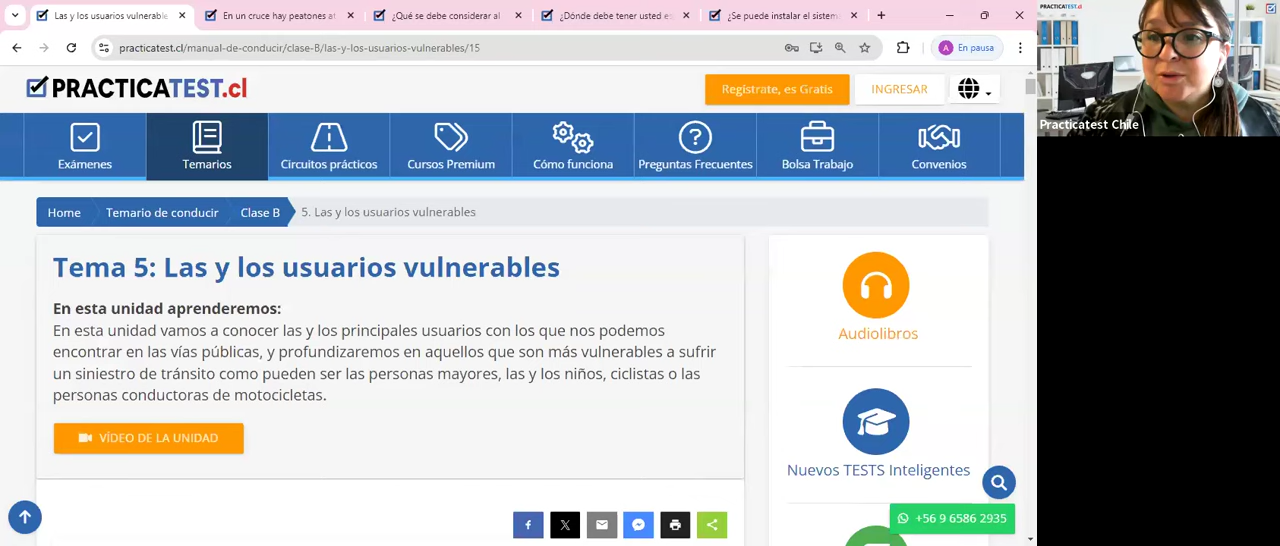 Las y los usuarios vulnerables
En un cruce hay peatones at
¿Qué se debe considerar al
¿Dónde debe tener usted es
¿Se puede instalar el sistem
practicatest.cl/manual-de-conducir/clase-B/las-y-los-usuarios-vulnerables/15
A En pausa
PRACTICATEST.cl
Regístrate, es Gratis
INGRESAR
Exámenes
Temarios
Circuitos prácticos
Cursos Premium
Cómo funciona
Preguntas Frecuentes
Bolsa Trabajo
Convenios
Home
Temario de conducir
Clase B
5. Las y los usuarios vulnerables
Tema 5: Las y los usuarios vulnerables
En esta unidad aprenderemos:
En esta unidad vamos a conocer las y los principales usuarios con los que nos podemos
encontrar en las vías públicas, y profundizaremos en aquellos que son más vulnerables a sufrir
un siniestro de tránsito como pueden ser las personas mayores, las y los niños, ciclistas o las
personas conductoras de motocicletas.
VÍDEO DE LA UNIDAD
Audiolibros
Nuevos TESTS Inteligentes
+56 9 6586 2935
PRACTICATEST.cl
Practicatest Chile